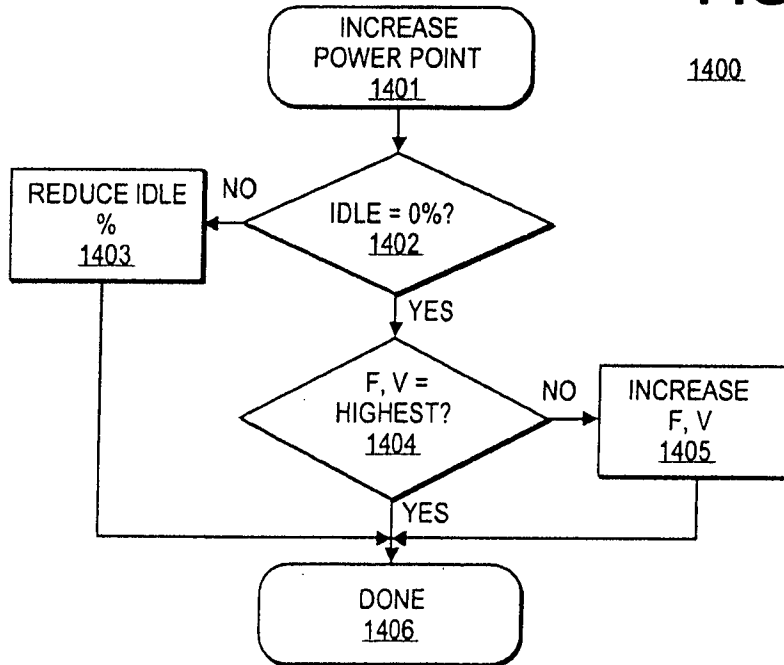 INCREASE
POWER POINT
1401
1400
REDUCE IDLE
%
1403
NO
IDLE = 0%?
1402
YES
F, V =
HIGHEST?
1404
NO
INCREASE
F, V
1405
YES
DONE
1406